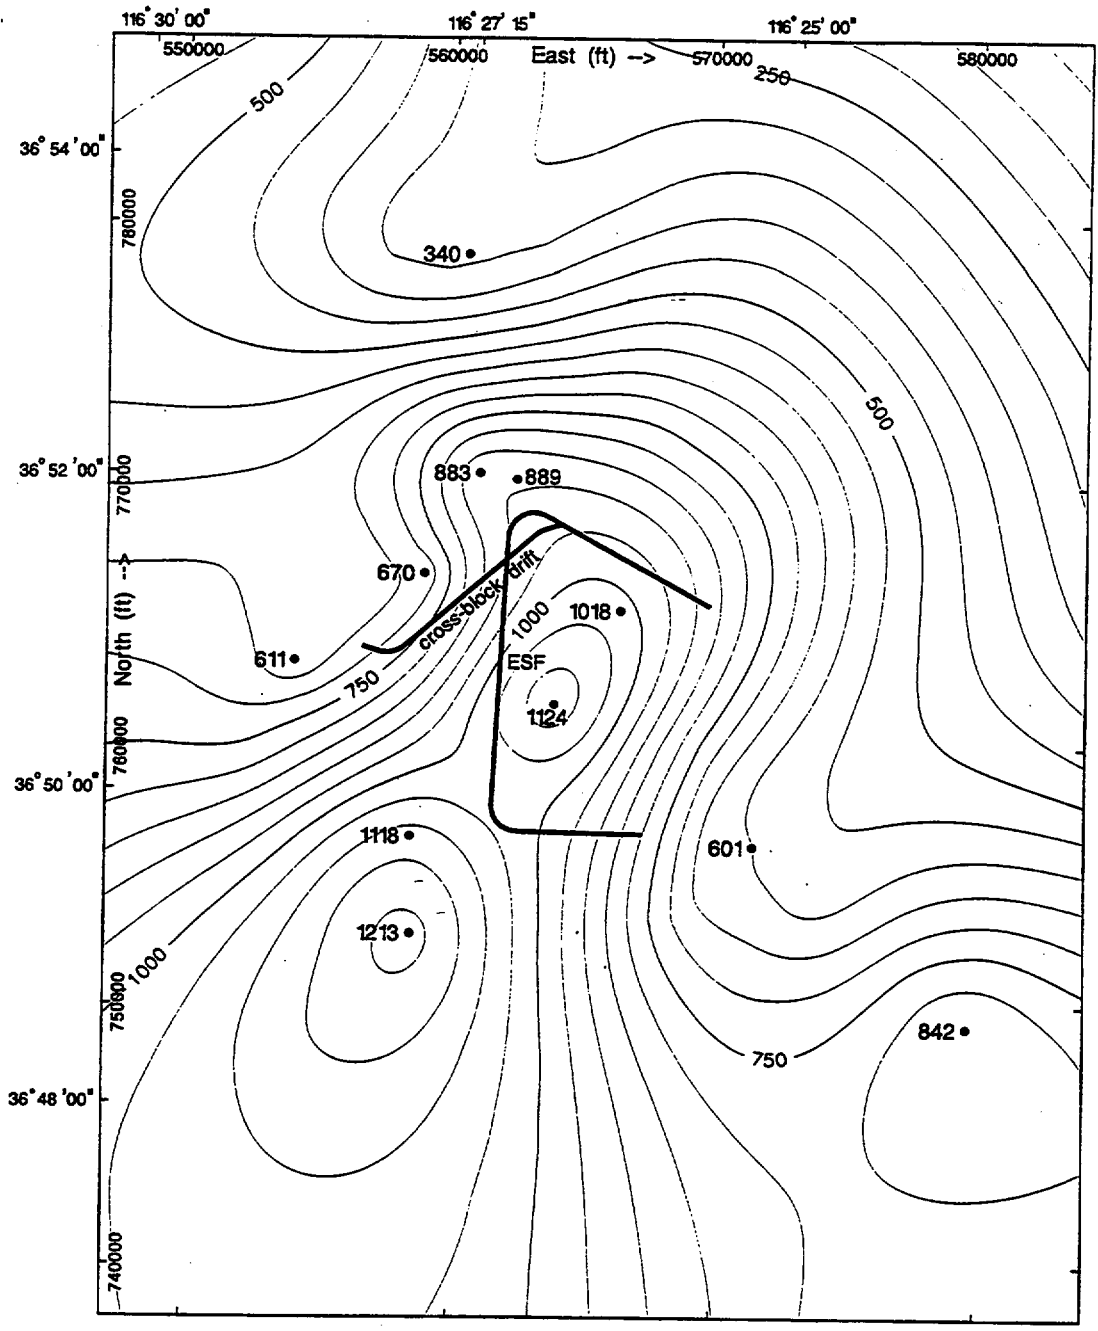 116° 30' 00" 116° 27' 15" 116° 25' 00"
550000 560000 East (ft) --> 570000 580000
250
500
36° 54' 00"
780000
340
500
36° 52' 00"
770000
883 889
670
cross-block drift
North (ft) -->
1000
1018
611
ESF
750
1124
760000
36° 50' 00"
1118
601
1213
1000
750000
842
750
36° 48' 00"
740000